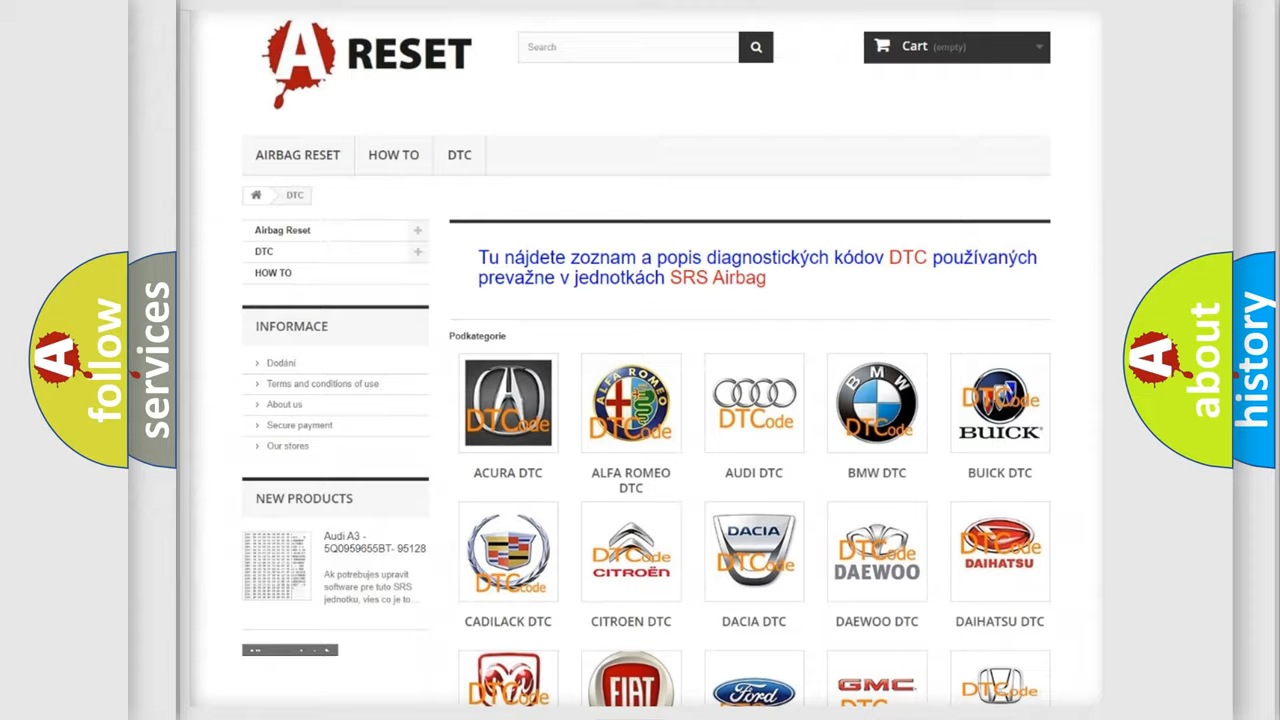 A RESET
Search
Cart (empty)
AIRBAG RESET
HOW TO
DTC
DTC
Airbag Reset
DTC
HOW TO
Tu nájdete zoznam a popis diagnostických kódov DTC používaných
prevažne v jednotkách SRS Airbag
INFORMACE
Dodání
Terms and conditions of use
About us
Secure payment
Our stores
NEW PRODUCTS
Audi A3 -
5Q0959655BT- 95128
Ak potrebujes upravit
software pre tuto SRS
jednotku, vies co je to...
Podkategorie
DTCode
ALFA ROMEO
DTCode
DTCode
BMW
DTCode
DTCode
BUICK
ACURA DTC
ALFA ROMEO
DTC
AUDI DTC
BMW DTC
BUICK DTC
DTCode
DTCode
CITROËN
DACIA
DTCode
DTCode
DAEWOO
DTCode
DAIHATSU
CADILACK DTC
CITROEN DTC
DACIA DTC
DAEWOO DTC
DAIHATSU DTC
DTCode
FIAT
Ford
GMC
DTCode
A follow
services
A about
history